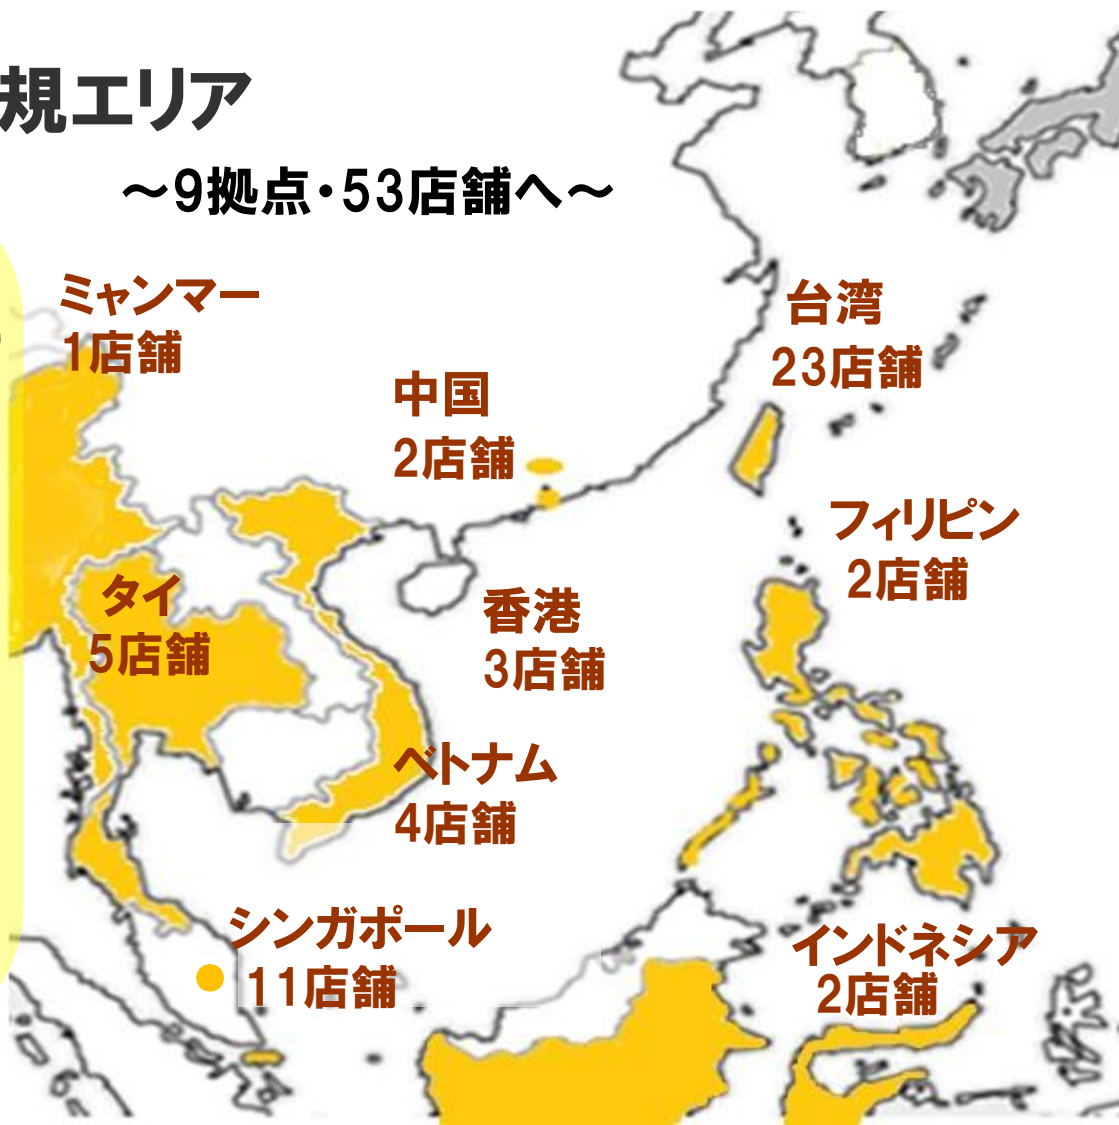 規エリア
～9拠点・53店舗へ～
ミャンマー
1店舗
台湾
23店舗
中国
2店舗
フィリピン
2店舗
タイ
5店舗
香港
3店舗
ベトナム
4店舗
シンガポール
11店舗
インドネシア
2店舗